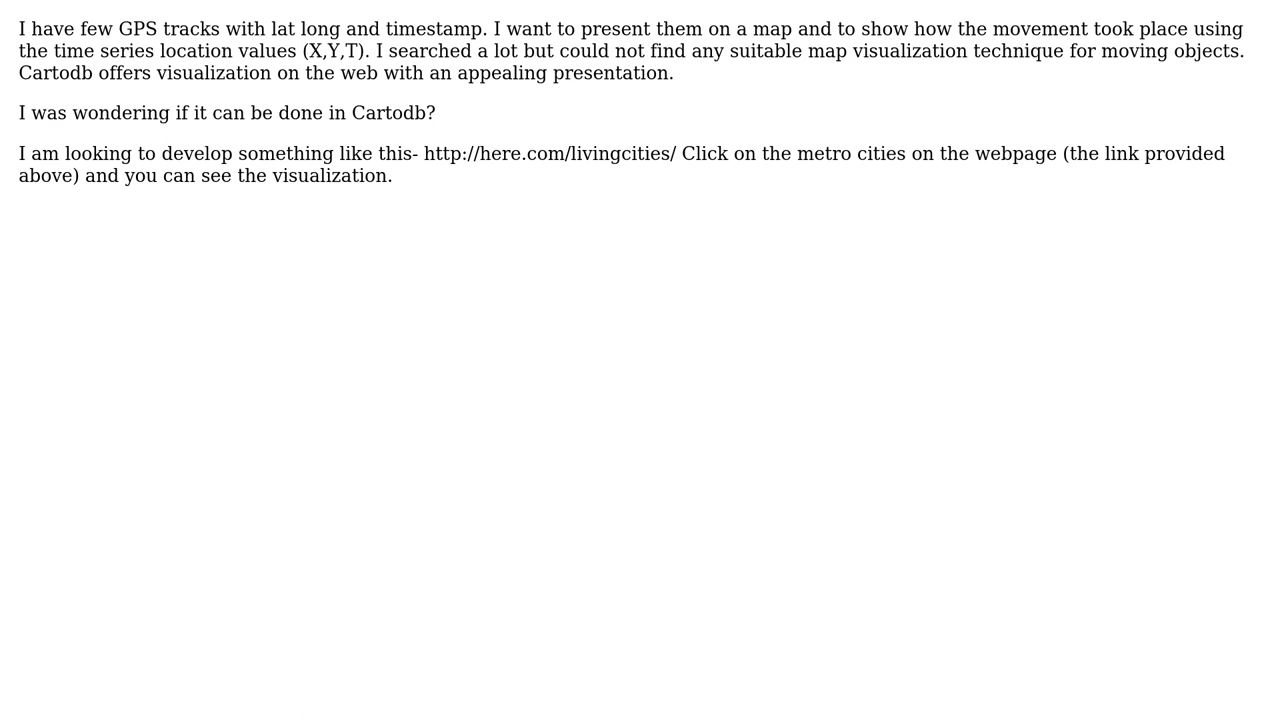 I have few GPS tracks with lat long and timestamp. I want to present them on a map and to show how the movement took place using
the time series location values (X,Y,T). I searched a lot but could not find any suitable map visualization technique for moving objects.
Cartodb offers visualization on the web with an appealing presentation.
I was wondering if it can be done in Cartodb?
I am looking to develop something like this- http://here.com/livingcities/ Click on the metro cities on the webpage (the link provided
above) and you can see the visualization.